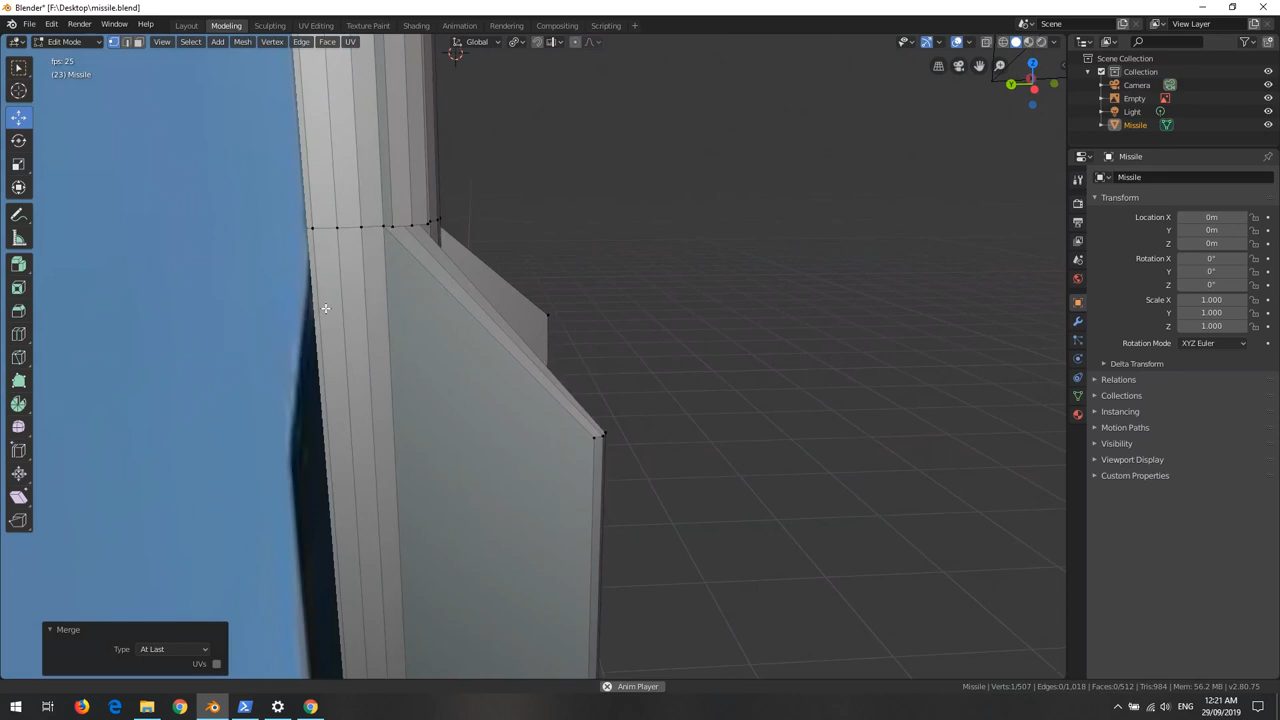 Blender* [F:\Desktop\missile.blend]
File Edit Render Window Help Layout Modeling Sculpting UV Editing Texture Paint Shading Animation Rendering Compositing Scripting Scene View Layer
Edit Mode View Select Add Mesh Vertex Edge Face UV Global
fps: 25
(23) Missile
Z
Y
Scene Collection
Collection
Camera
Empty
Light
Missile
Missile
Missile
Transform
Location X 0m
Y 0m
Z 0m
Rotation X 0°
Y 0°
Z 0°
Scale X 1.000
Y 1.000
Z 1.000
Rotation Mode XYZ Euler
Delta Transform
Relations
Collections
Instancing
Motion Paths
Visibility
Viewport Display
Custom Properties
Merge
Type At Last
UVs
Anim Player Missile | Verts:1/507 | Edges:0/1,018 | Faces:0/512 | Tris:984 | Mem: 56.2 MB | v2.80.75
ENG 12:21 AM
29/09/2019